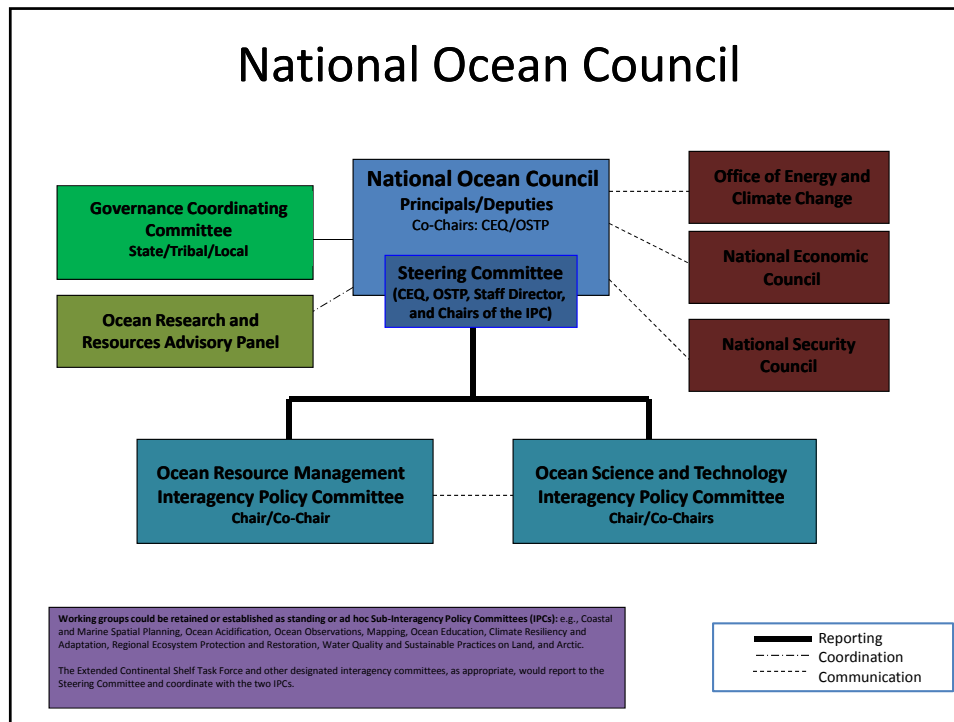 National Ocean Council
National Ocean Council
Principals/Deputies
Co-Chairs: CEQ/OSTP
Steering Committee
(CEQ, OSTP, Staff Director,
and Chairs of the IPC)
Governance Coordinating
Committee
State/Tribal/Local
Ocean Research and
Resources Advisory Panel
Office of Energy and
Climate Change
National Economic
Council
National Security
Council
Ocean Resource Management
Interagency Policy Committee
Chair/Co-Chair
Ocean Science and Technology
Interagency Policy Committee
Chair/Co-Chairs
Working groups could be retained or established as standing or ad hoc Sub-Interagency Policy Committees (IPCs): e.g., Coastal
and Marine Spatial Planning, Ocean Acidification, Ocean Observations, Mapping, Ocean Education, Climate Resiliency and
Adaptation, Regional Ecosystem Protection and Restoration, Water Quality and Sustainable Practices on Land, and Arctic.
The Extended Continental Shelf Task Force and other designated interagency committees, as appropriate, would report to the
Steering Committee and coordinate with the two IPCs.
Reporting
Coordination
Communication